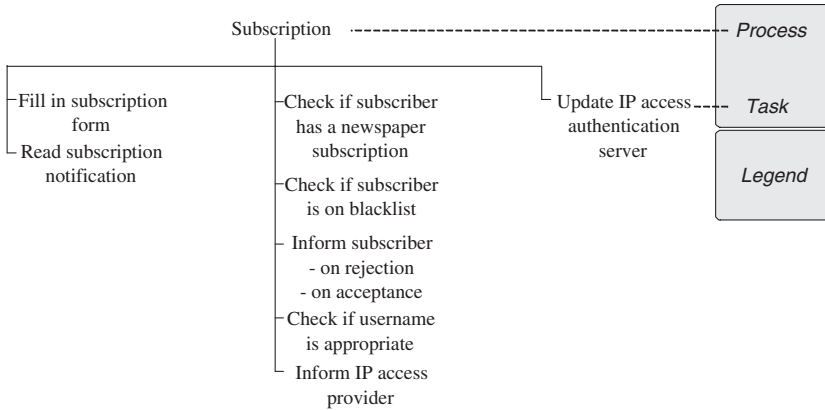 Subscription
Process
Fill in subscription
form
Read subscription
notification
Check if subscriber
has a newspaper
subscription
Check if subscriber
is on blacklist
Inform subscriber
- on rejection
- on acceptance
Check if username
is appropriate
Inform IP access
provider
Update IP access
authentication
server
Task
Legend